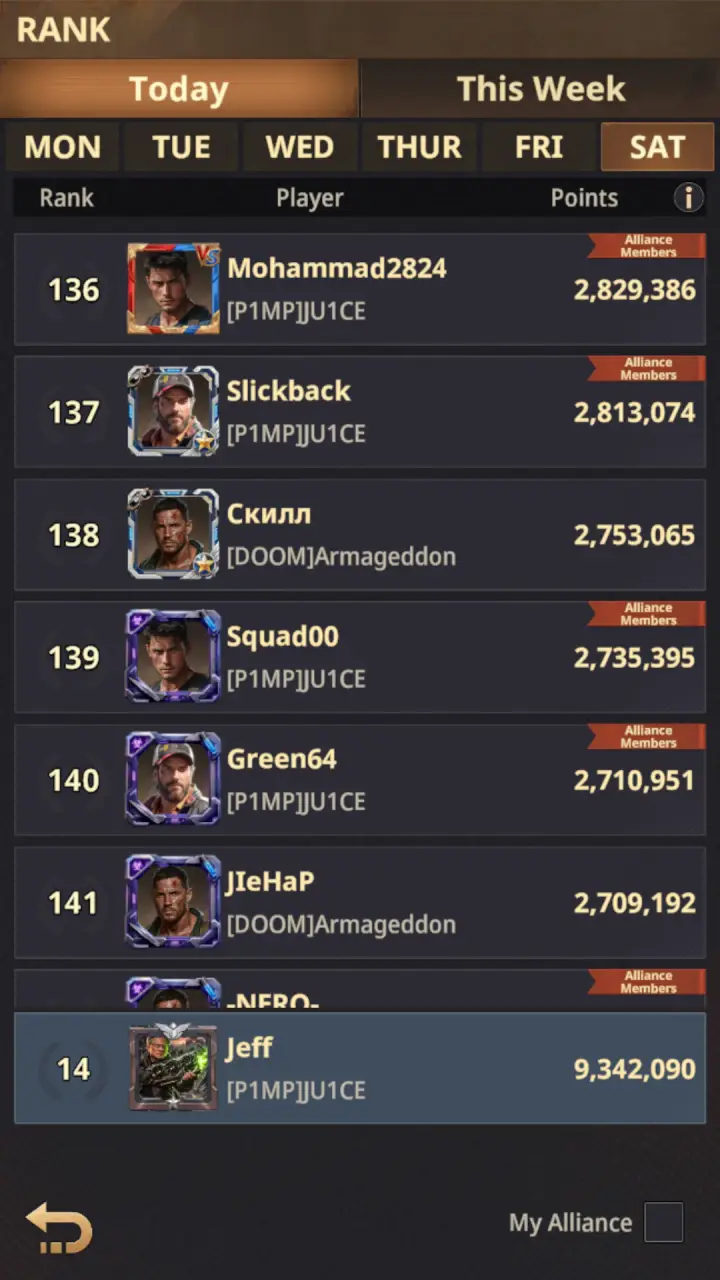 RANK
Today
This Week
MON TUE WED THUR FRI SAT
Rank Player Points i
Alliance Members
136 Mohammad2824 2,829,386
[P1MP]JU1CE
Alliance Members
137 Slickback 2,813,074
[P1MP]JU1CE
138 Скилл 2,753,065
[DOOM]Armageddon
Alliance Members
139 Squad00 2,735,395
[P1MP]JU1CE
Alliance Members
140 Green64 2,710,951
[P1MP]JU1CE
141 JIeHaP 2,709,192
[DOOM]Armageddon
Alliance Members
-NERO-
14 Jeff 9,342,090
[P1MP]JU1CE
My Alliance